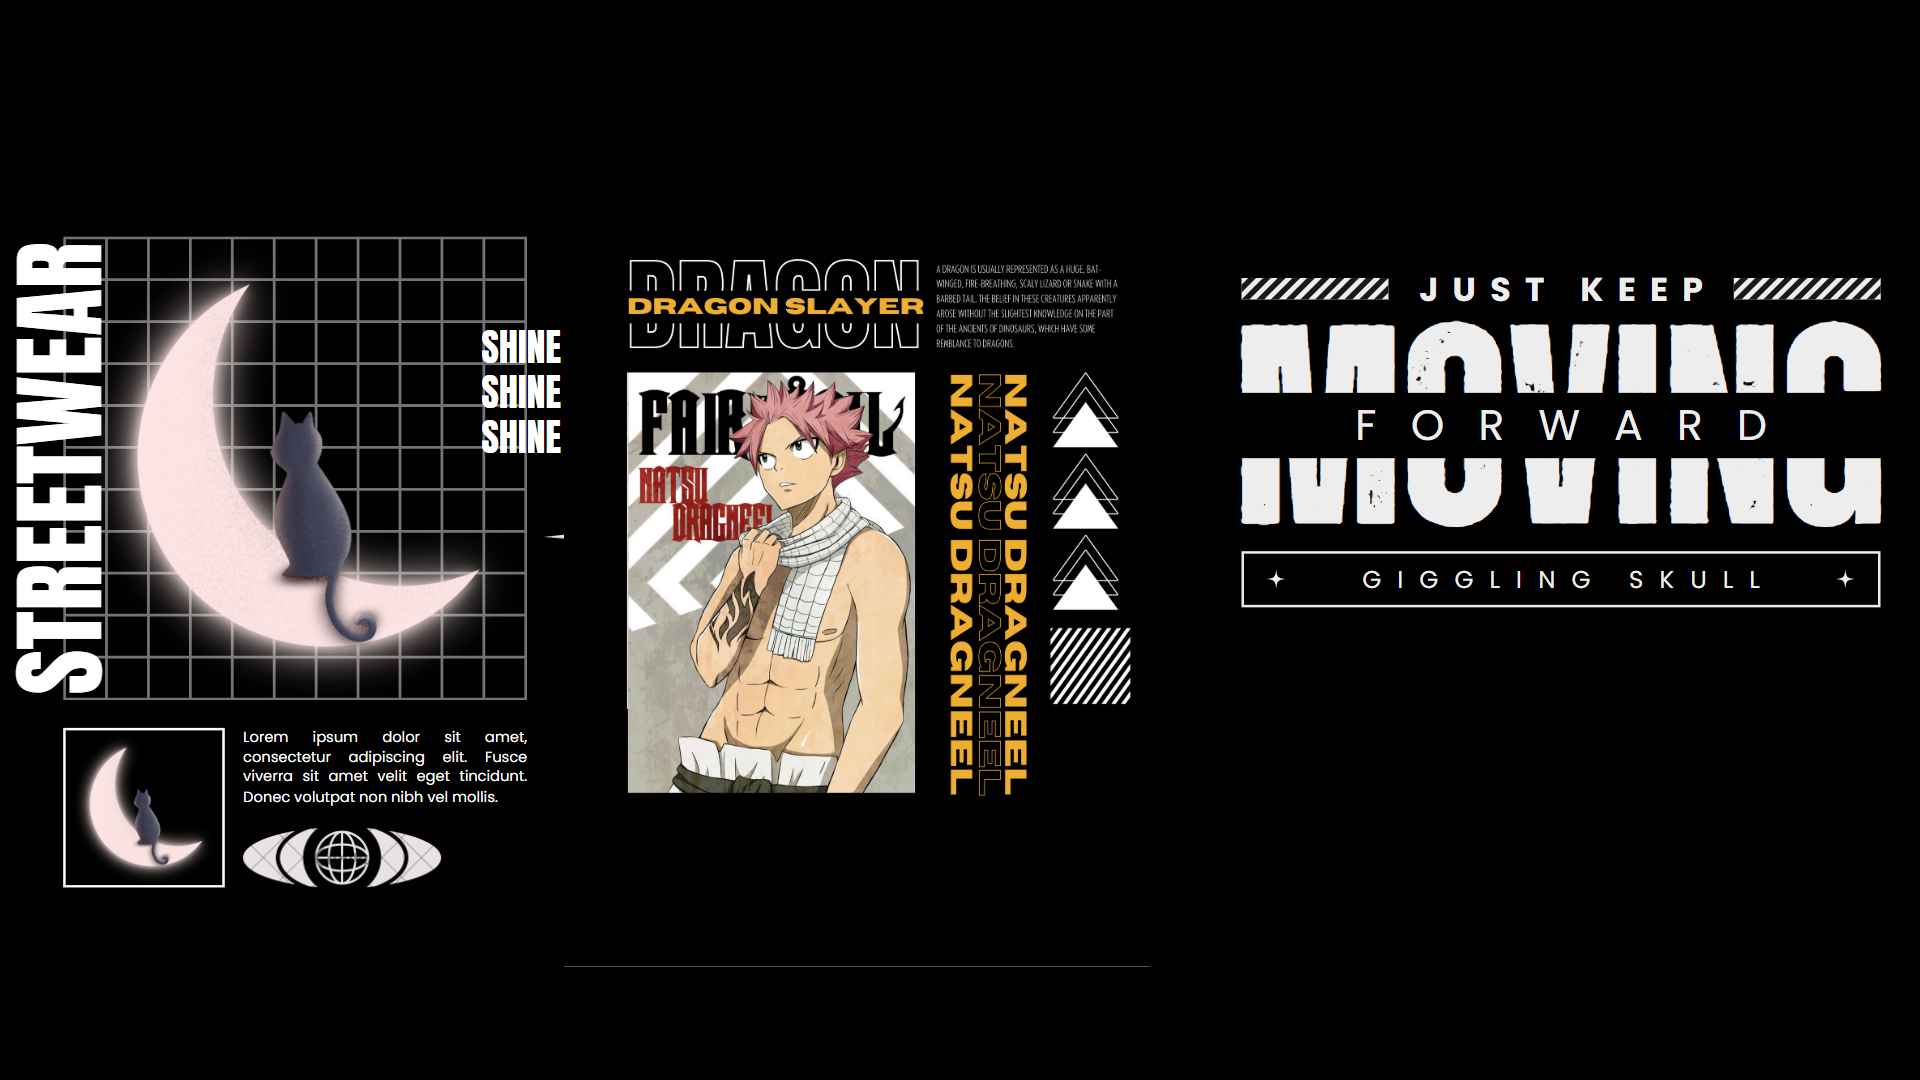 STREETWEAR
SHINE
SHINE
SHINE
Lorem ipsum dolor sit amet,
consectetur adipiscing elit. Fusce
viverra sit amet velit eget tincidunt.
Donec volutpat non nibh vel mollis.
DRAGON
DRAGON SLAYER
A DRAGON IS USUALLY REPRESENTED AS A HUGE, BAT-
WINGED, FIRE-BREATHING, SCALY LIZARD OR SNAKE WITH A
BARBED TAIL. THE BELIEF IN THESE CREATURES APPARENTLY
AROSE WITHOUT THE SLIGHTEST KNOWLEDGE ON THE PART
OF THE ANCIENTS OF DINOSAURS, WHICH HAVE SOME
REMBLANCE TO DRAGONS.
FAIRY TAIL
NATSU
DRAGNEEL
NATSU DRAGNEEL
NATSU DRAGNEEL
NATSU DRAGNEEL
JUST KEEP
MOVING
FORWARD
GIGGLING SKULL